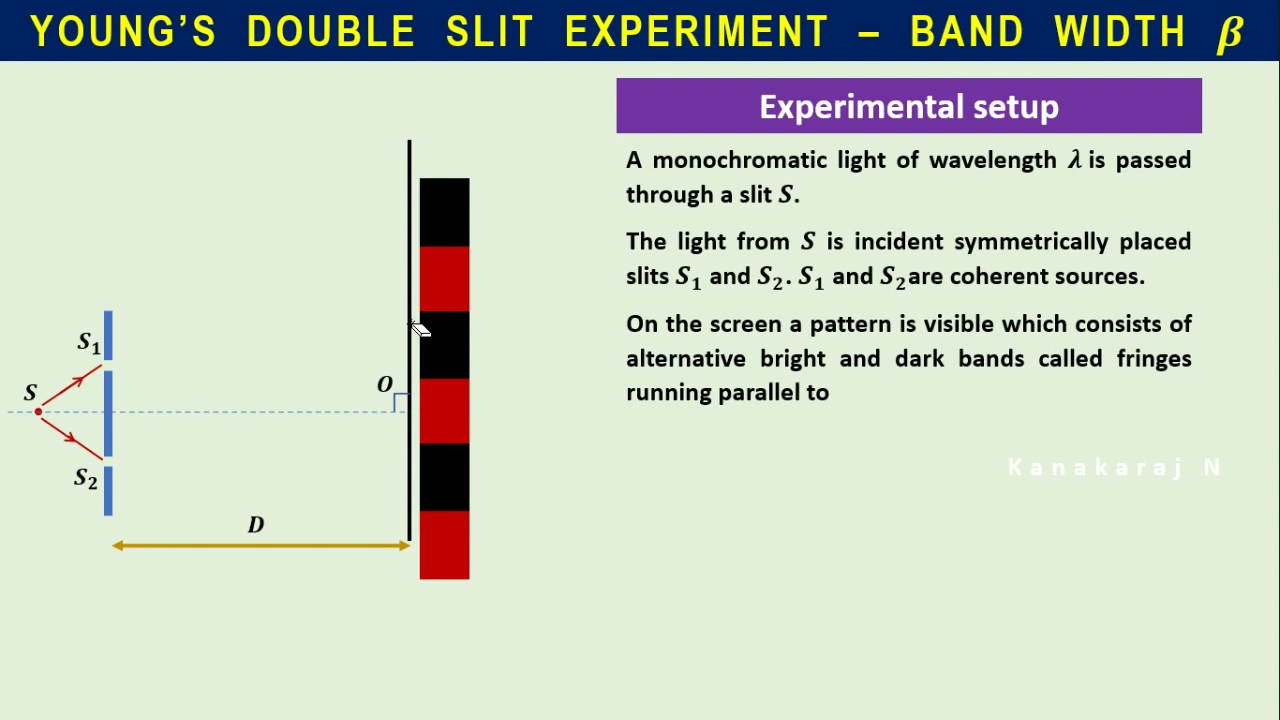 YOUNG’S DOUBLE SLIT EXPERIMENT – BAND WIDTH β
Experimental setup
A monochromatic light of wavelength λ is passed
through a slit S.
The light from S is incident symmetrically placed
slits S₁ and S₂. S₁ and S₂are coherent sources.
On the screen a pattern is visible which consists of
alternative bright and dark bands called fringes
running parallel to
Kanakaraj N
S₁
S
O
S₂
D